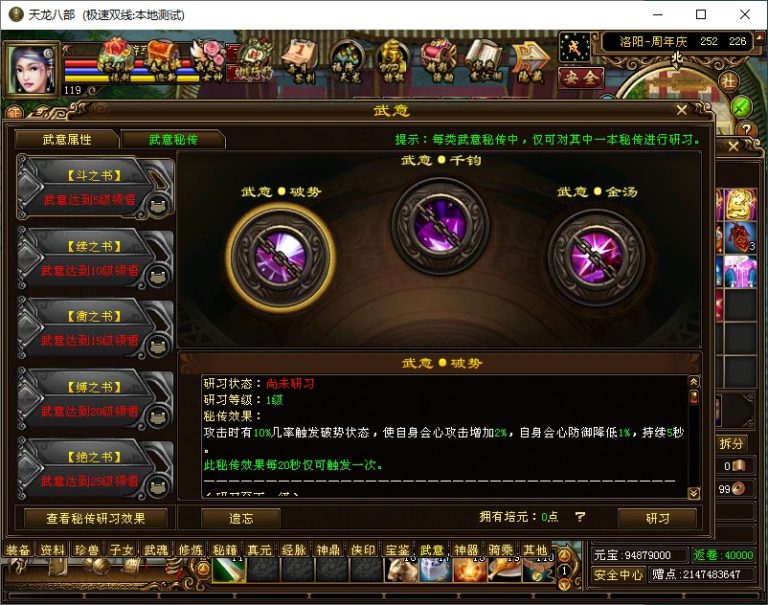 天龙八部 (极速双线:本地测试)
洛阳-周年庆 252 226
北
119
安全
武意
武意属性
武意秘传
提示:每类武意秘传中,仅可对其中一本秘传进行研习。
武意●千钧
武意●破势
武意●金汤
【斗之书】
武意达到5级领悟
【续之书】
武意达到10级领悟
【衡之书】
武意达到15级领悟
【缚之书】
武意达到20级领悟
【绝之书】
武意达到25级领悟
武意●破势
研习状态:尚未研习
研习等级:1级
秘传效果:
攻击时有10%几率触发破势状态,使自身会心攻击增加2%,自身会心防御降低1%,持续5秒
。
此秘传效果每20秒仅可触发一次。
查看秘传研习效果
遗忘
拥有培元:0点 ?
研习
拆分
0
99
装备 资料 珍兽 子女 武魂 修炼 秘籍 真元 经脉 神鼎 侠印 宝鉴 武意 神器 骑乘 其他
元宝:94879000
返卷:40000
安全中心
赠点:2147483647